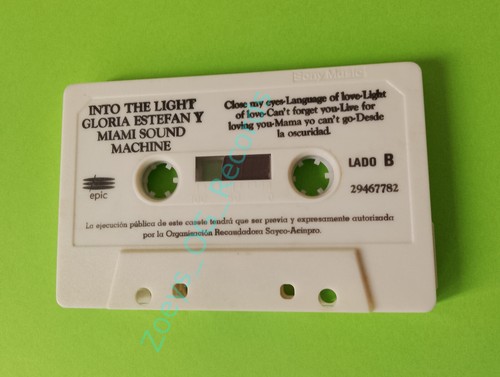 Sony Music
INTO THE LIGHT
GLORIA ESTEFAN Y
MIAMI SOUND
MACHINE
Close my eyes-Language of love-Light
of love-Can't forget you-Live for
loving you-Mama yo can't go-Desde
la oscuridad.
epic
LADO B
29467782
La ejecución pública de este casete tendrá que ser previa y expresamente autorizada
por la Organización Recaudadora Sayco-Acinpro.